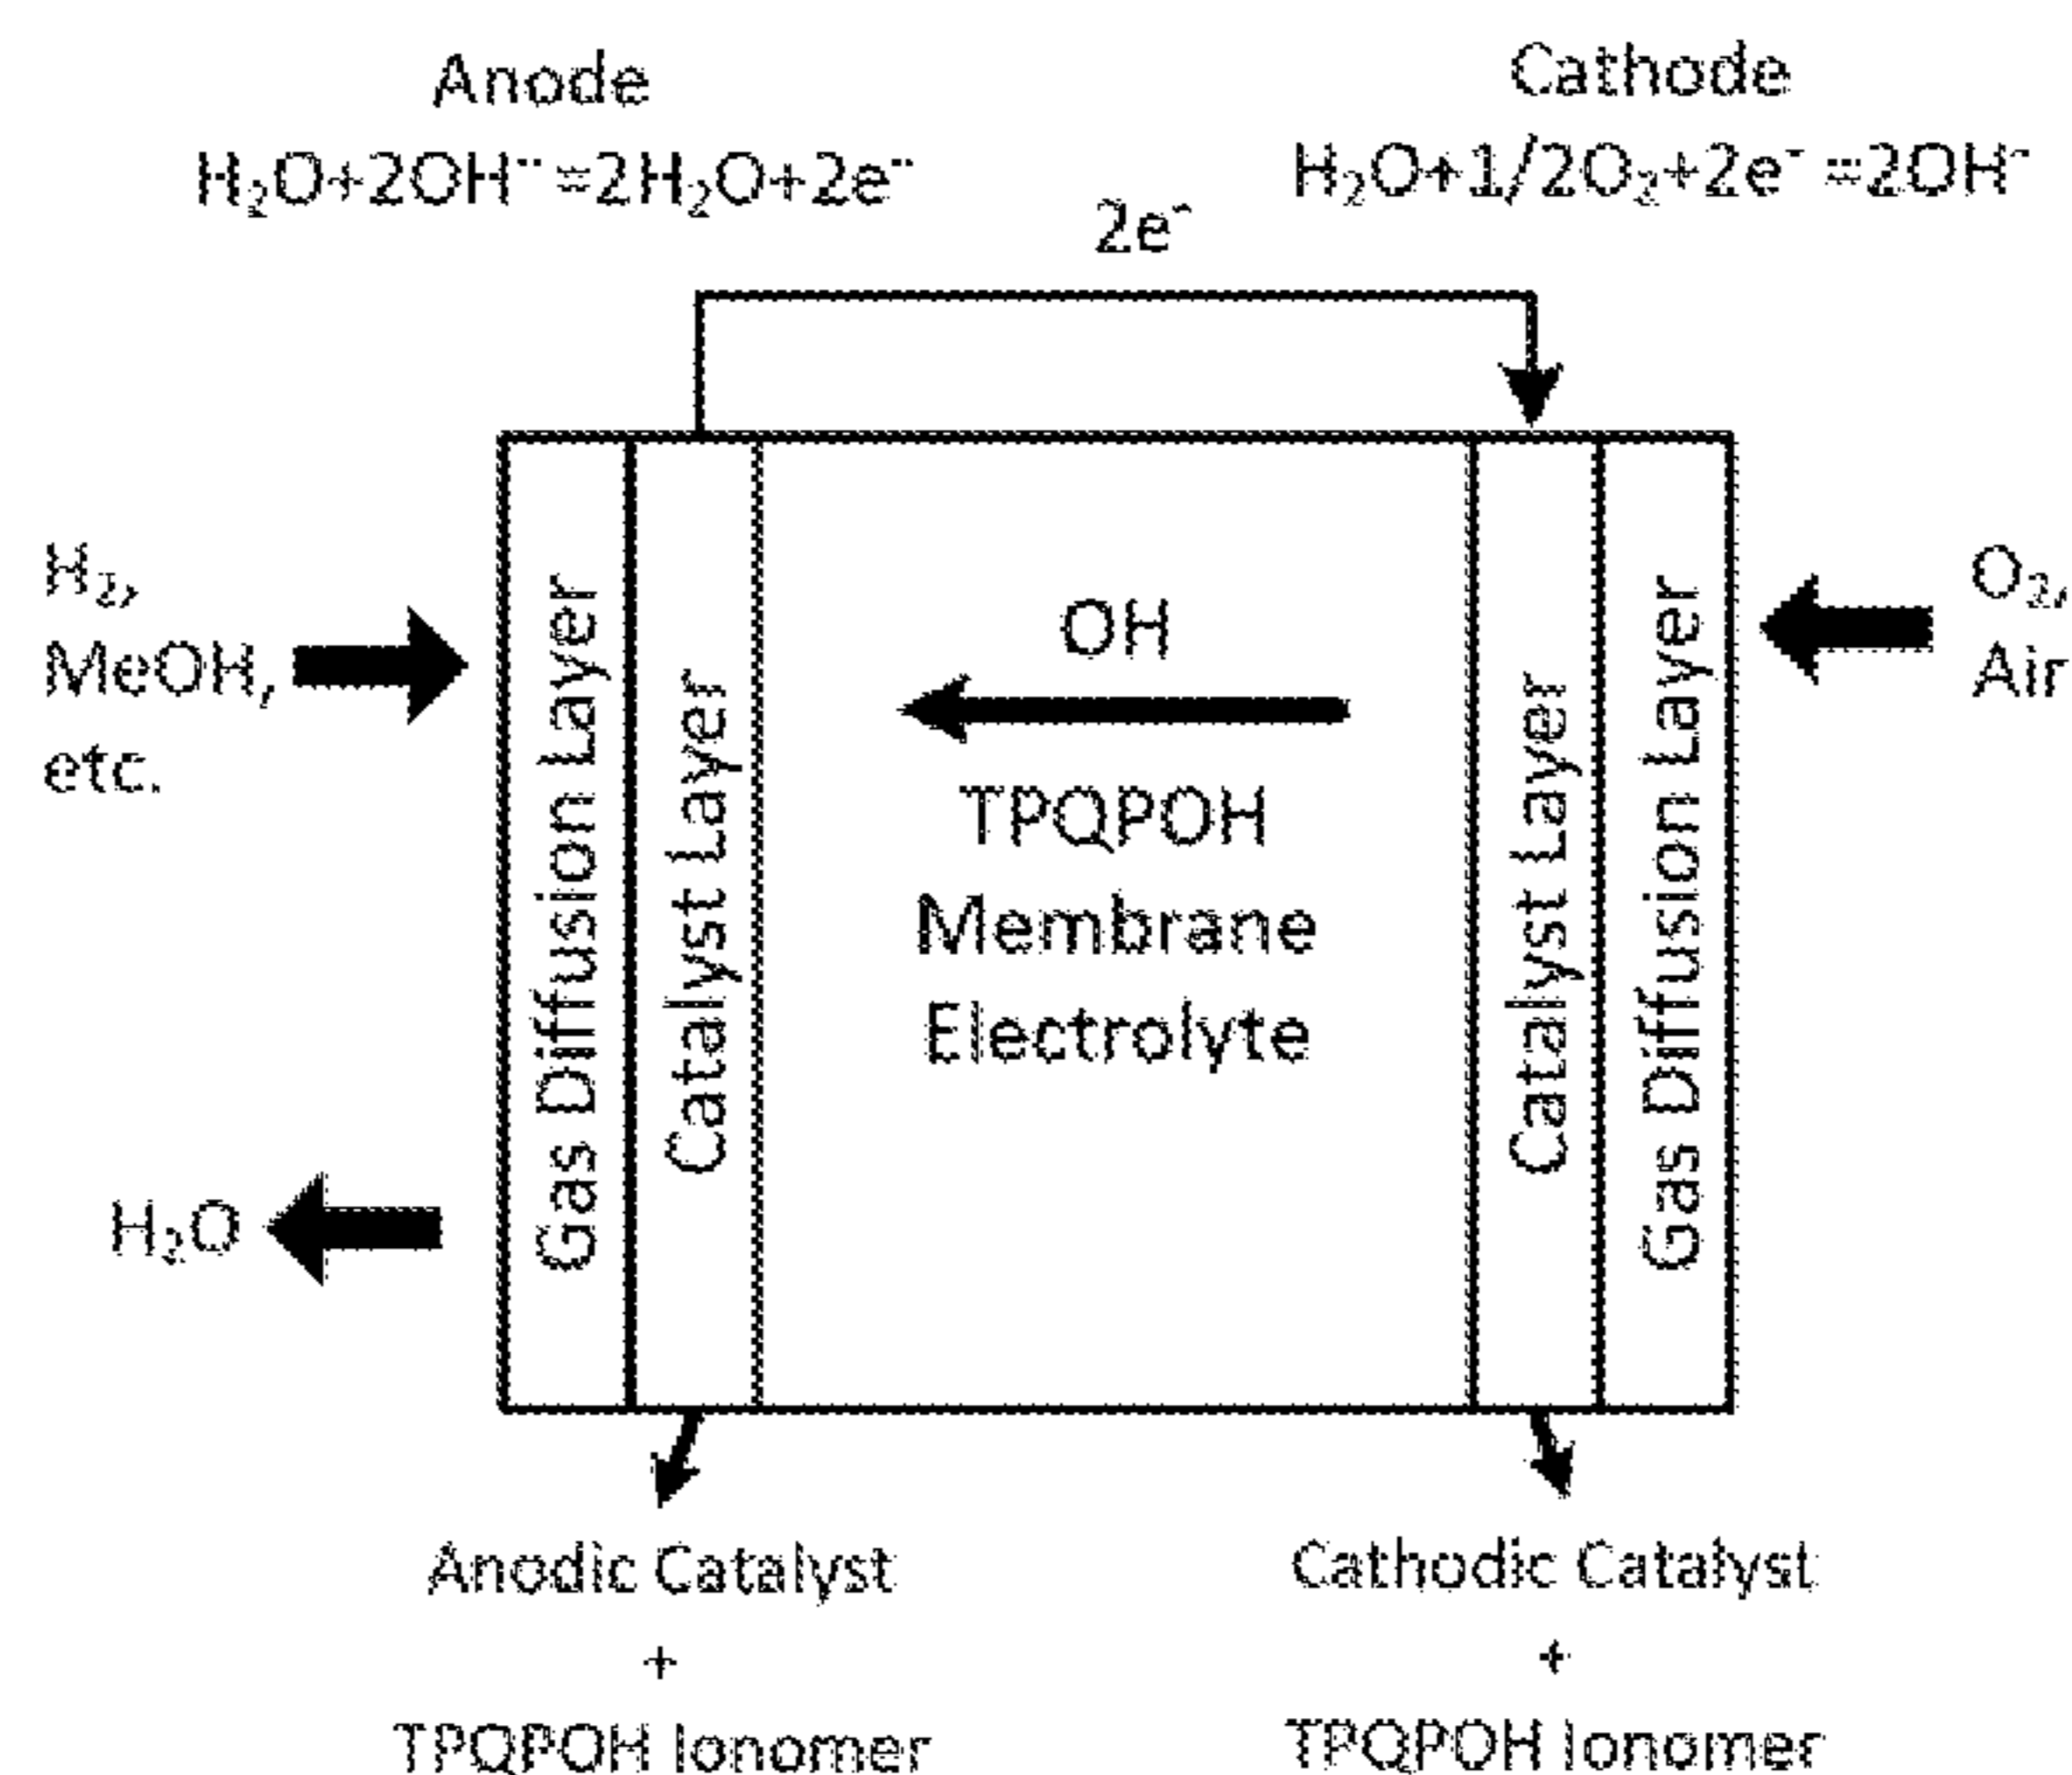 Anode
H₂O+2OH⁻=2H₂O+2e⁻
Cathode
H₂O+1/2O₂+2e⁻=2OH⁻
2e⁻
H₂,
MeOH,
etc.
H₂O
Gas Diffusion Layer
Catalyst Layer
OH
TPQPOH
Membrane
Electrolyte
Catalyst Layer
Gas Diffusion Layer
O₂,
Air
Anodic Catalyst
+
TPQPOH Ionomer
Cathodic Catalyst
+
TPQPOH Ionomer